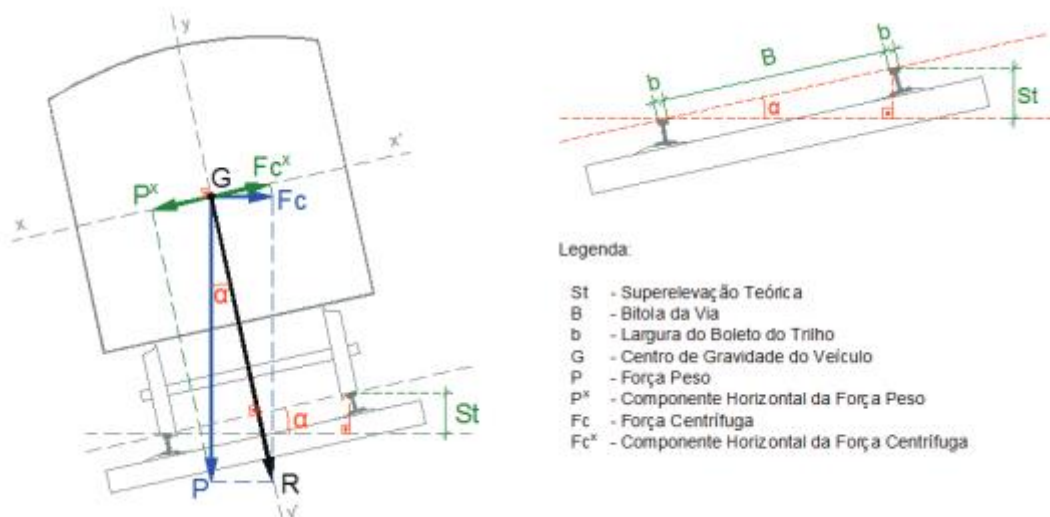 y
x'
Fc^x
G
P^x
Fc
x
α
St
α
P
R
y'
b
B
b
α
St
Legenda:
St - Superelevação Teórica
B - Bitola da Via
b - Largura do Boleto do Trilho
G - Centro de Gravidade do Veículo
P - Força Peso
P^x - Componente Horizontal da Força Peso
Fc - Força Centrífuga
Fc^x - Componente Horizontal da Força Centrífuga